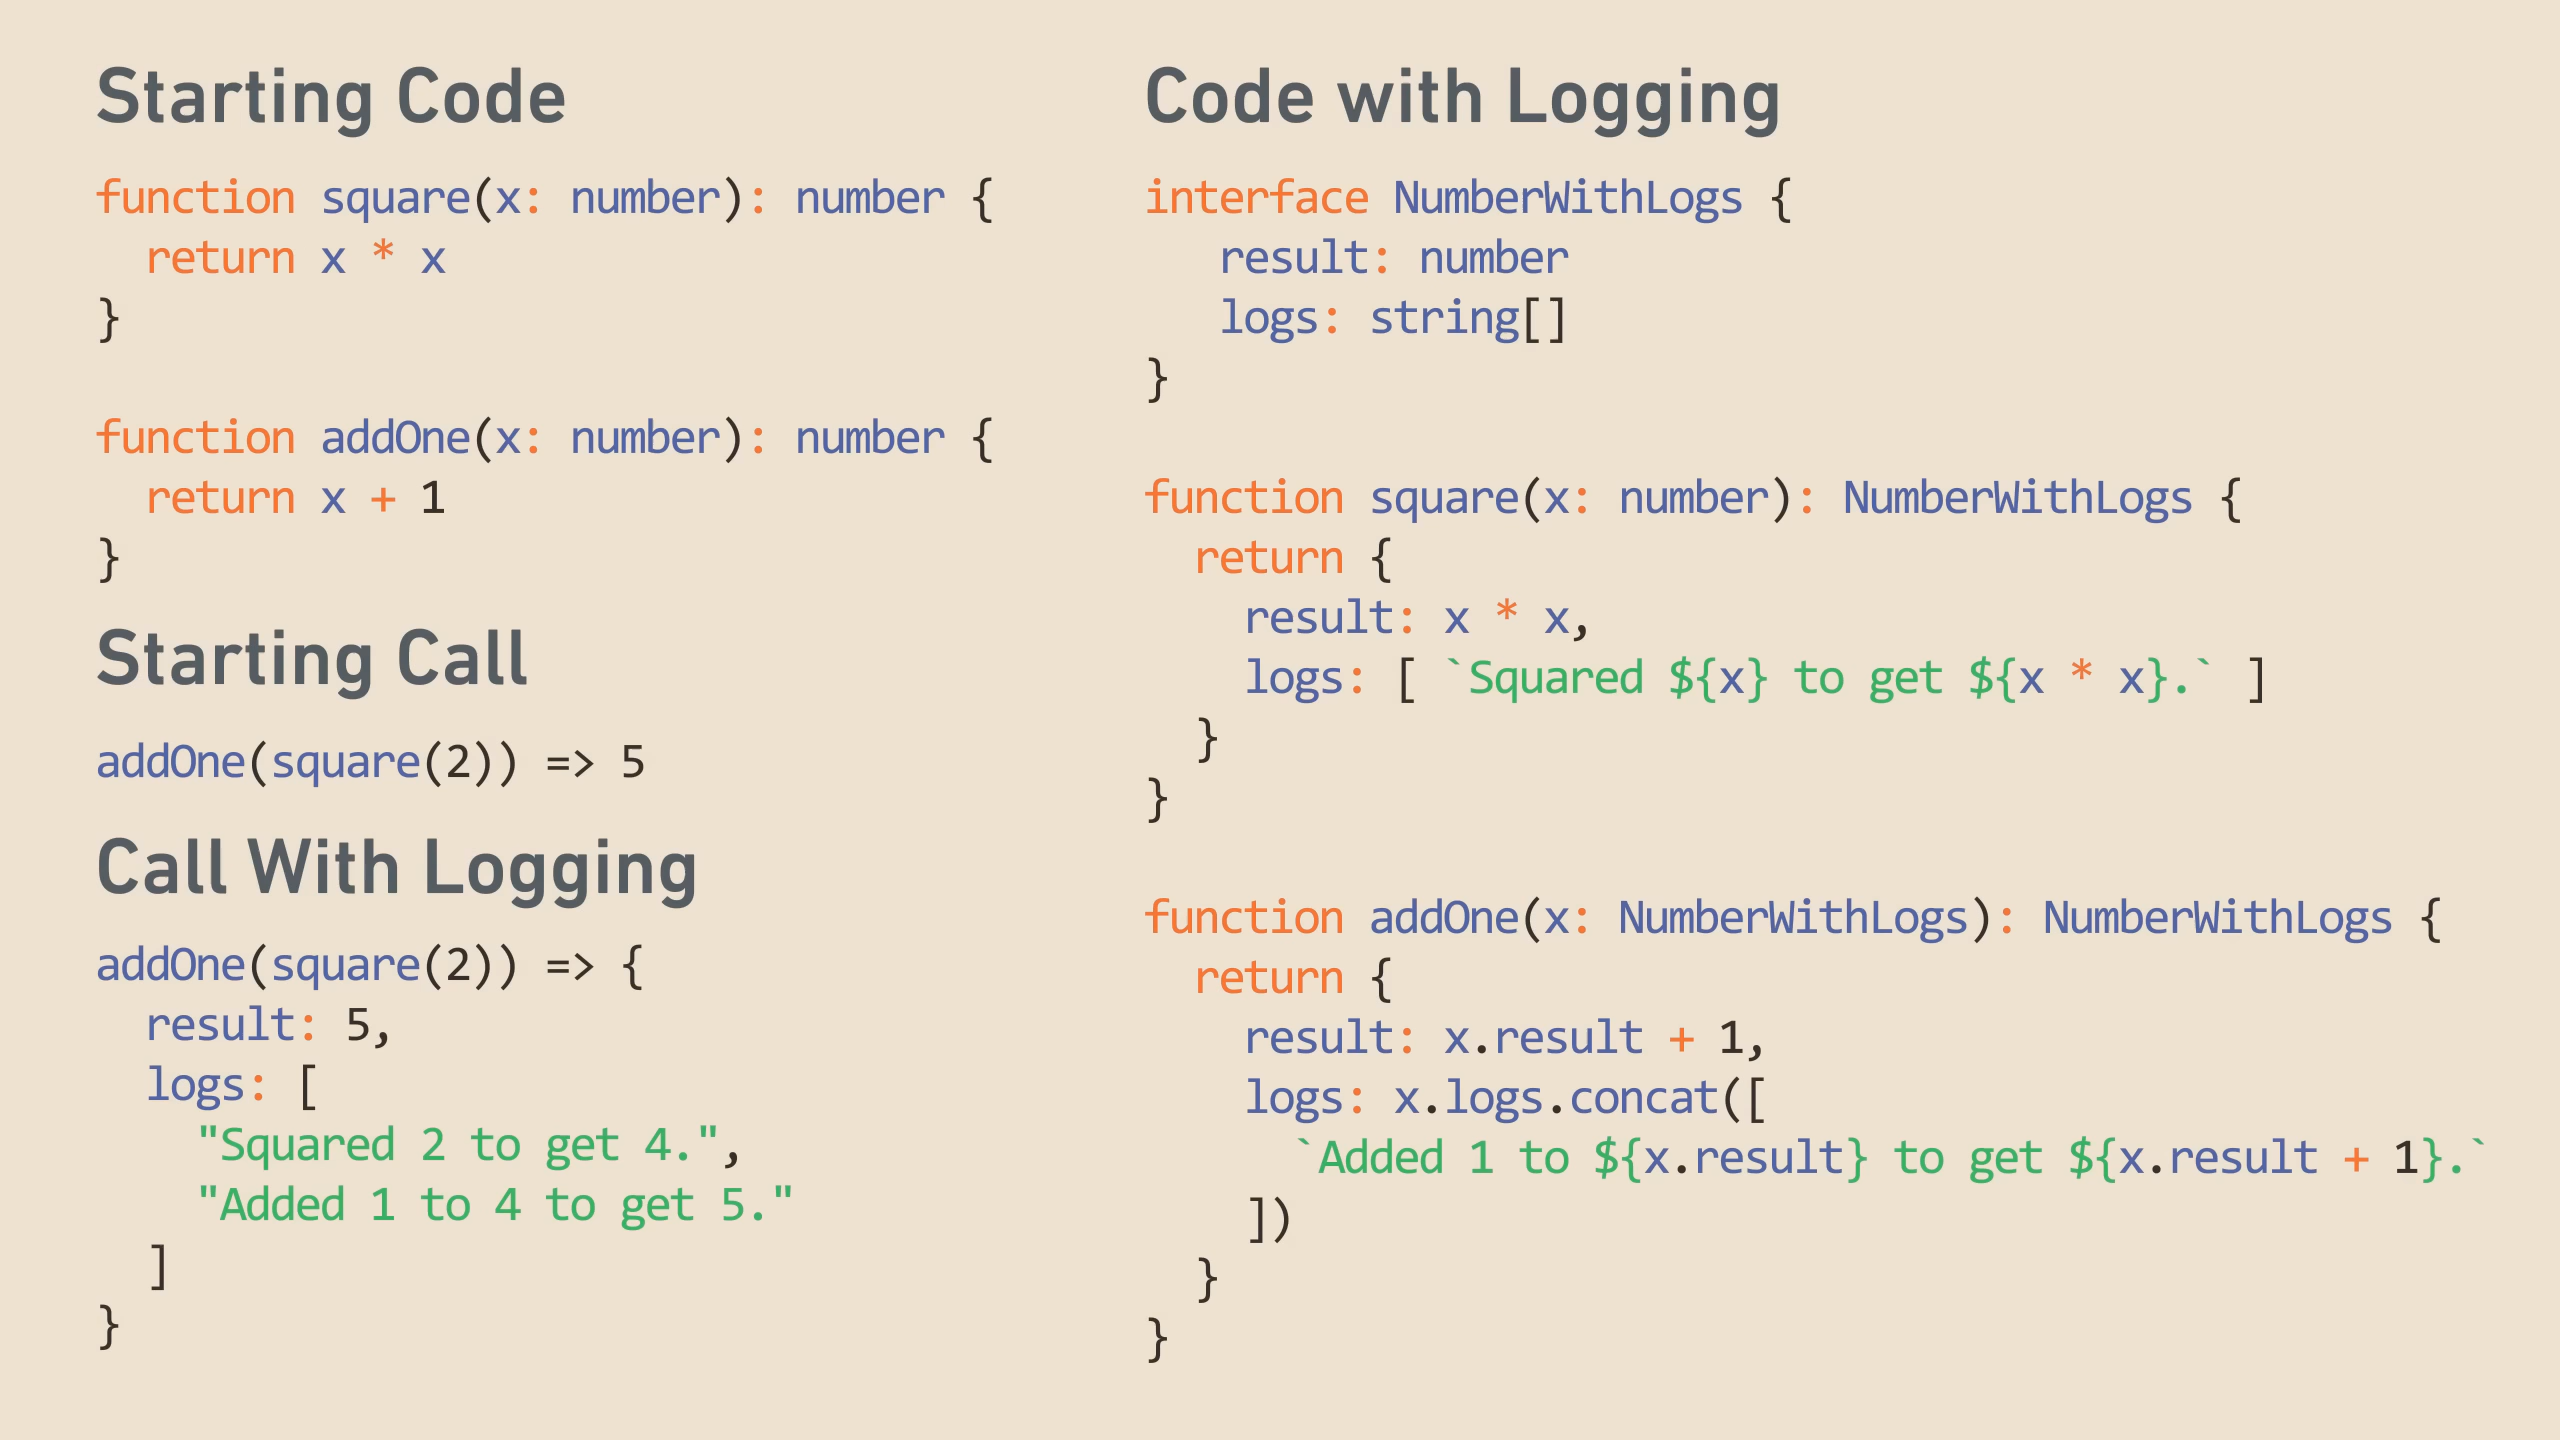 Starting Code
function square(x: number): number {
  return x * x
}

function addOne(x: number): number {
  return x + 1
}
Starting Call
addOne(square(2)) => 5
Call With Logging
addOne(square(2)) => {
  result: 5,
  logs: [
    "Squared 2 to get 4.",
    "Added 1 to 4 to get 5."
  ]
}
Code with Logging
interface NumberWithLogs {
   result: number
   logs: string[]
}

function square(x: number): NumberWithLogs {
  return {
    result: x * x,
    logs: [ `Squared ${x} to get ${x * x}.` ]
  }
}

function addOne(x: NumberWithLogs): NumberWithLogs {
  return {
    result: x.result + 1,
    logs: x.logs.concat([
      `Added 1 to ${x.result} to get ${x.result + 1}.`
    ])
  }
}